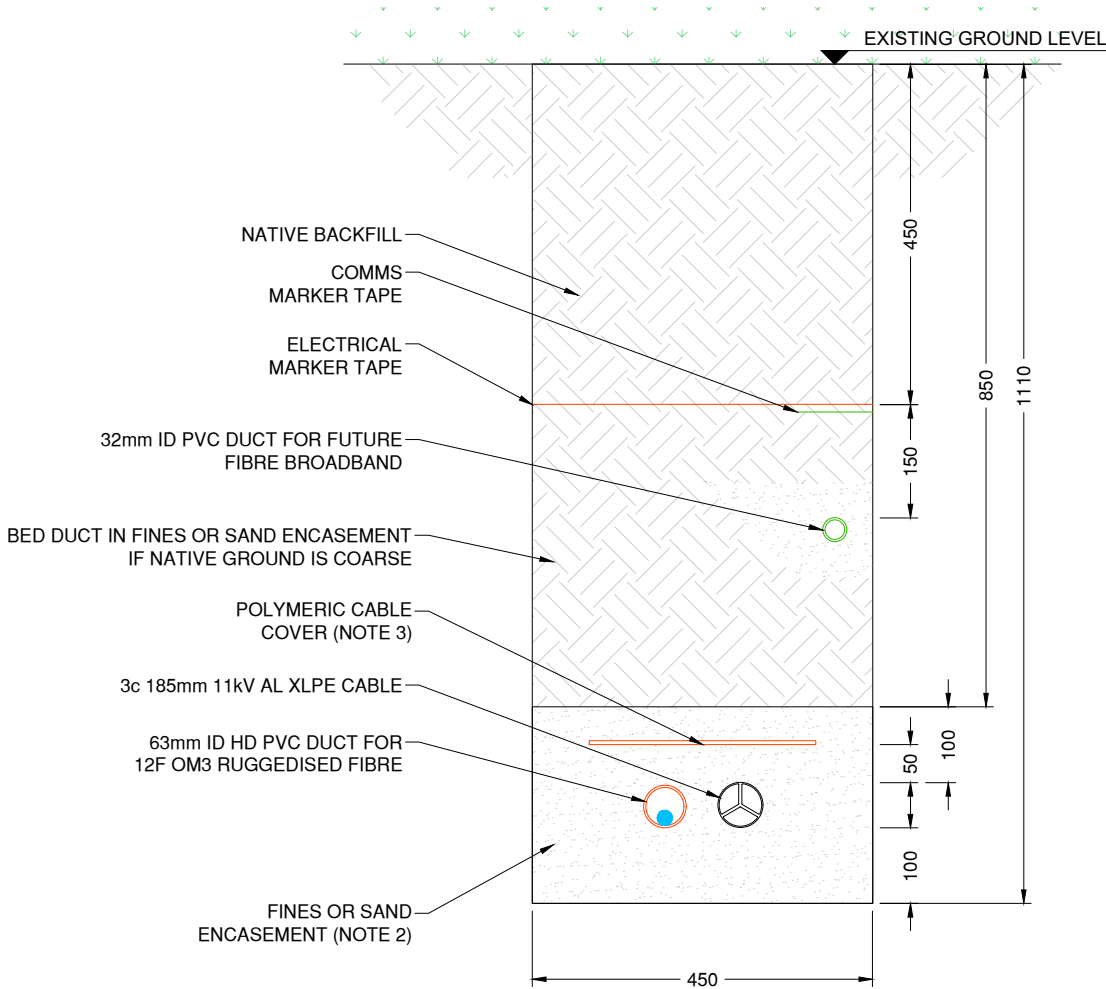 EXISTING GROUND LEVEL
NATIVE BACKFILL
COMMS
MARKER TAPE
ELECTRICAL
MARKER TAPE
32mm ID PVC DUCT FOR FUTURE
FIBRE BROADBAND
BED DUCT IN FINES OR SAND ENCASEMENT
IF NATIVE GROUND IS COARSE
POLYMERIC CABLE
COVER (NOTE 3)
3c 185mm 11kV AL XLPE CABLE
63mm ID HD PVC DUCT FOR
12F OM3 RUGGEDISED FIBRE
FINES OR SAND
ENCASEMENT (NOTE 2)
450
150
850
1110
50
100
100
450